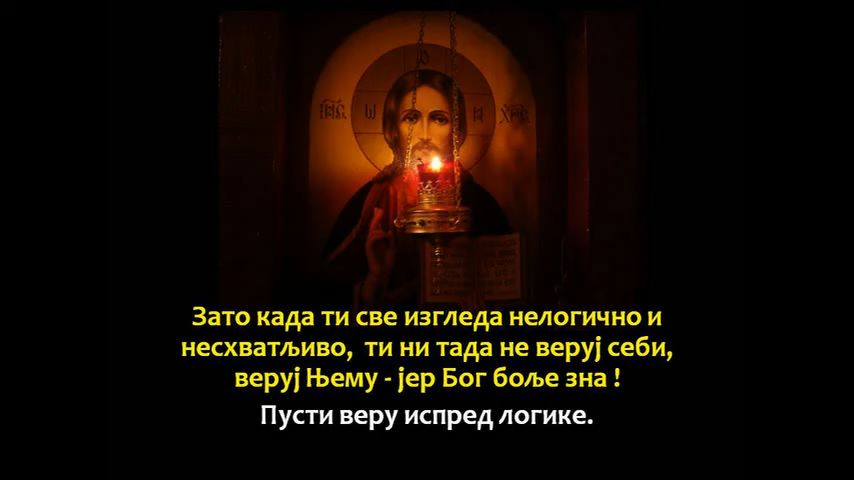 Зато када ти све изгледа нелогично и
несхватљиво, ти ни тада не веруј себи,
веруј Њему - јер Бог боље зна !
Пусти веру испред логике.